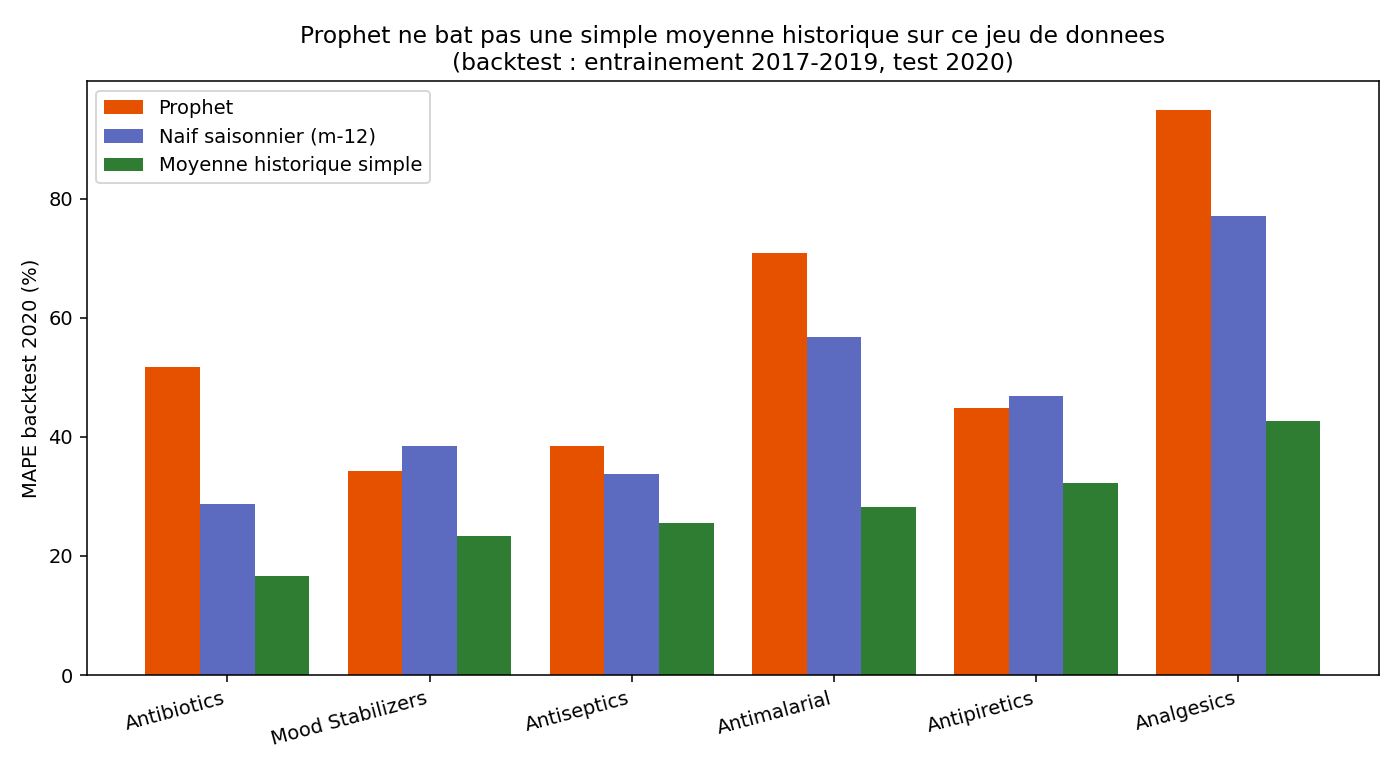 Prophet ne bat pas une simple moyenne historique sur ce jeu de donnees
(backtest : entrainement 2017-2019, test 2020)
Prophet
Naif saisonnier (m-12)
Moyenne historique simple
MAPE backtest 2020 (%)
80
60
40
20
0
Antibiotics
Mood Stabilizers
Antiseptics
Antimalarial
Antipiretics
Analgesics